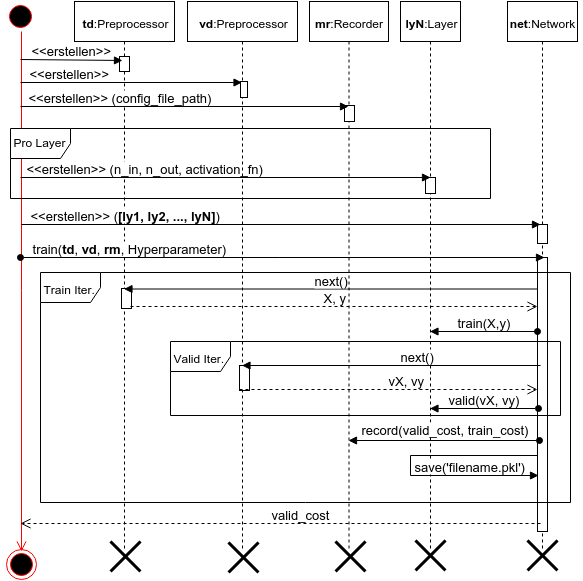 td:Preprocessor
vd:Preprocessor
mr:Recorder
lyN:Layer
net:Network
<<erstellen>>
<<erstellen>>
<<erstellen>> (config_file_path)
Pro Layer
<<erstellen>> (n_in, n_out, activation_fn)
<<erstellen>> ([ly1, ly2, ..., lyN])
train(td, vd, rm, Hyperparameter)
Train Iter.
next()
X, y
train(X,y)
Valid Iter.
next()
vX, vy
valid(vX, vy)
record(valid_cost, train_cost)
save('filename.pkl')
valid_cost